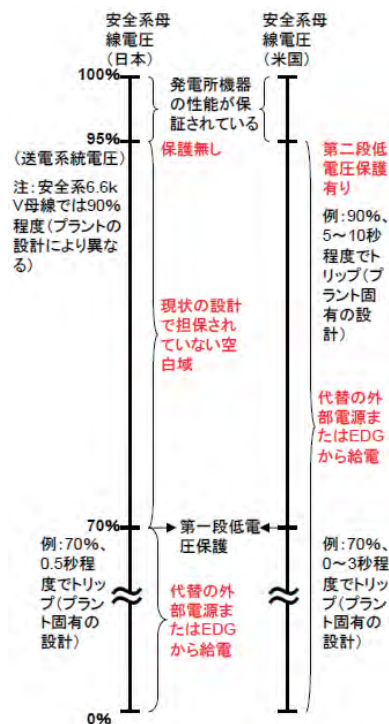 安全系母
線電圧
（日本）
安全系母
線電圧
（米国）
100%
発電所機器
の性能が保
証されている
95%
（送電系統電圧）
注：安全系6.6k
V母線では90%
程度（プラントの
設計により異な
る）
保護無し
第二段低
電圧保護
有り
例：90%、
5～10秒
程度でト
リップ（プ
ラント固
有の設
計）
現状の設計
で担保され
ていない空
白域
代替の外
部電源ま
たはEDG
から給電
70%
第一段低電
圧保護
例：70%、
0.5秒程
度でトリッ
プ（プラン
ト固有の
設計）
代替の外
部電源ま
たはEDG
から給電
例：70%、
0～3秒程
度でトリッ
プ（プラン
ト固有の
設計）
0%